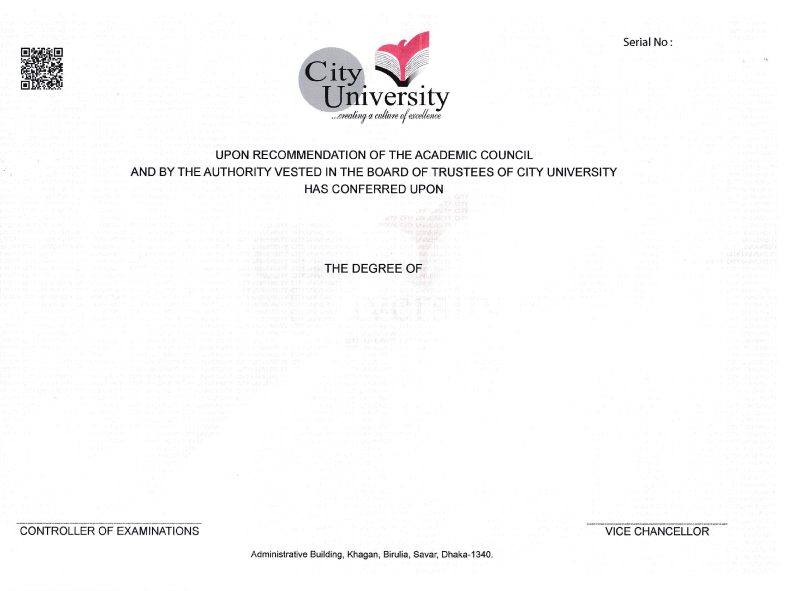 Serial No :
City
University
...creating a culture of excellence
UPON RECOMMENDATION OF THE ACADEMIC COUNCIL
AND BY THE AUTHORITY VESTED IN THE BOARD OF TRUSTEES OF CITY UNIVERSITY
HAS CONFERRED UPON
THE DEGREE OF
CONTROLLER OF EXAMINATIONS
VICE CHANCELLOR
Administrative Building, Khagan, Birulia, Savar, Dhaka-1340.